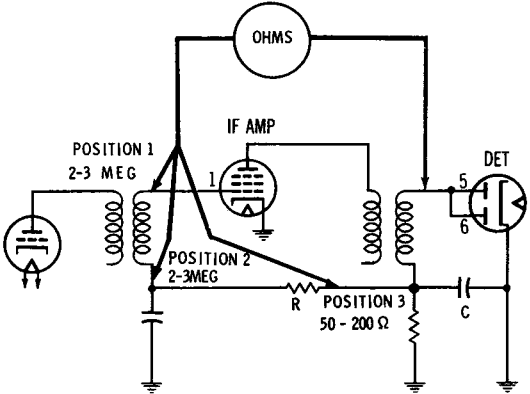 OHMS
IF AMP
POSITION 1
2-3 MEG
1
DET
5
6
POSITION 2
2-3MEG
R
POSITION 3
50-200 Ω
C